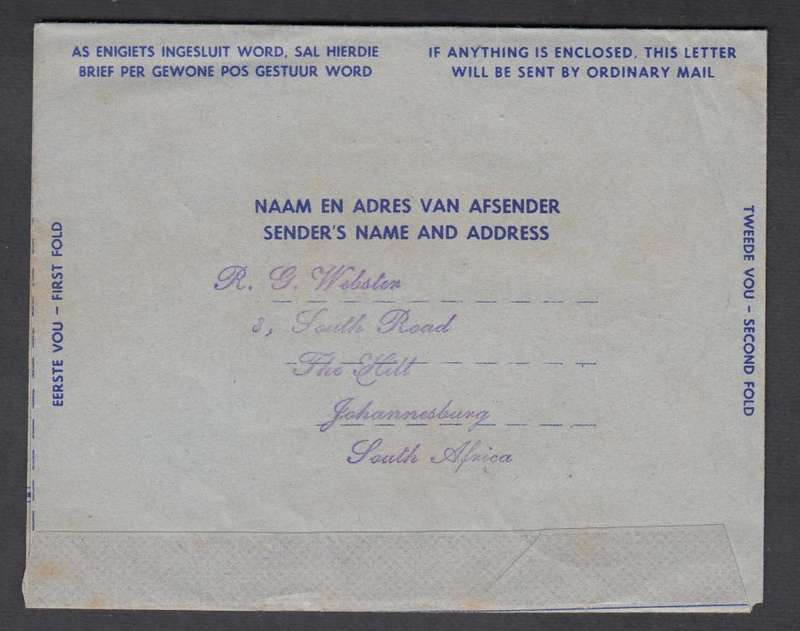 AS ENIGIETS INGESLUIT WORD, SAL HIERDIE
BRIEF PER GEWONE POS GESTUUR WORD
IF ANYTHING IS ENCLOSED, THIS LETTER
WILL BE SENT BY ORDINARY MAIL
NAAM EN ADRES VAN AFSENDER
SENDER'S NAME AND ADDRESS
R. G. Webster
8, South Road
The Hill
Johannesburg
South Africa
EERSTE VOU – FIRST FOLD
TWEEDE VOU – SECOND FOLD